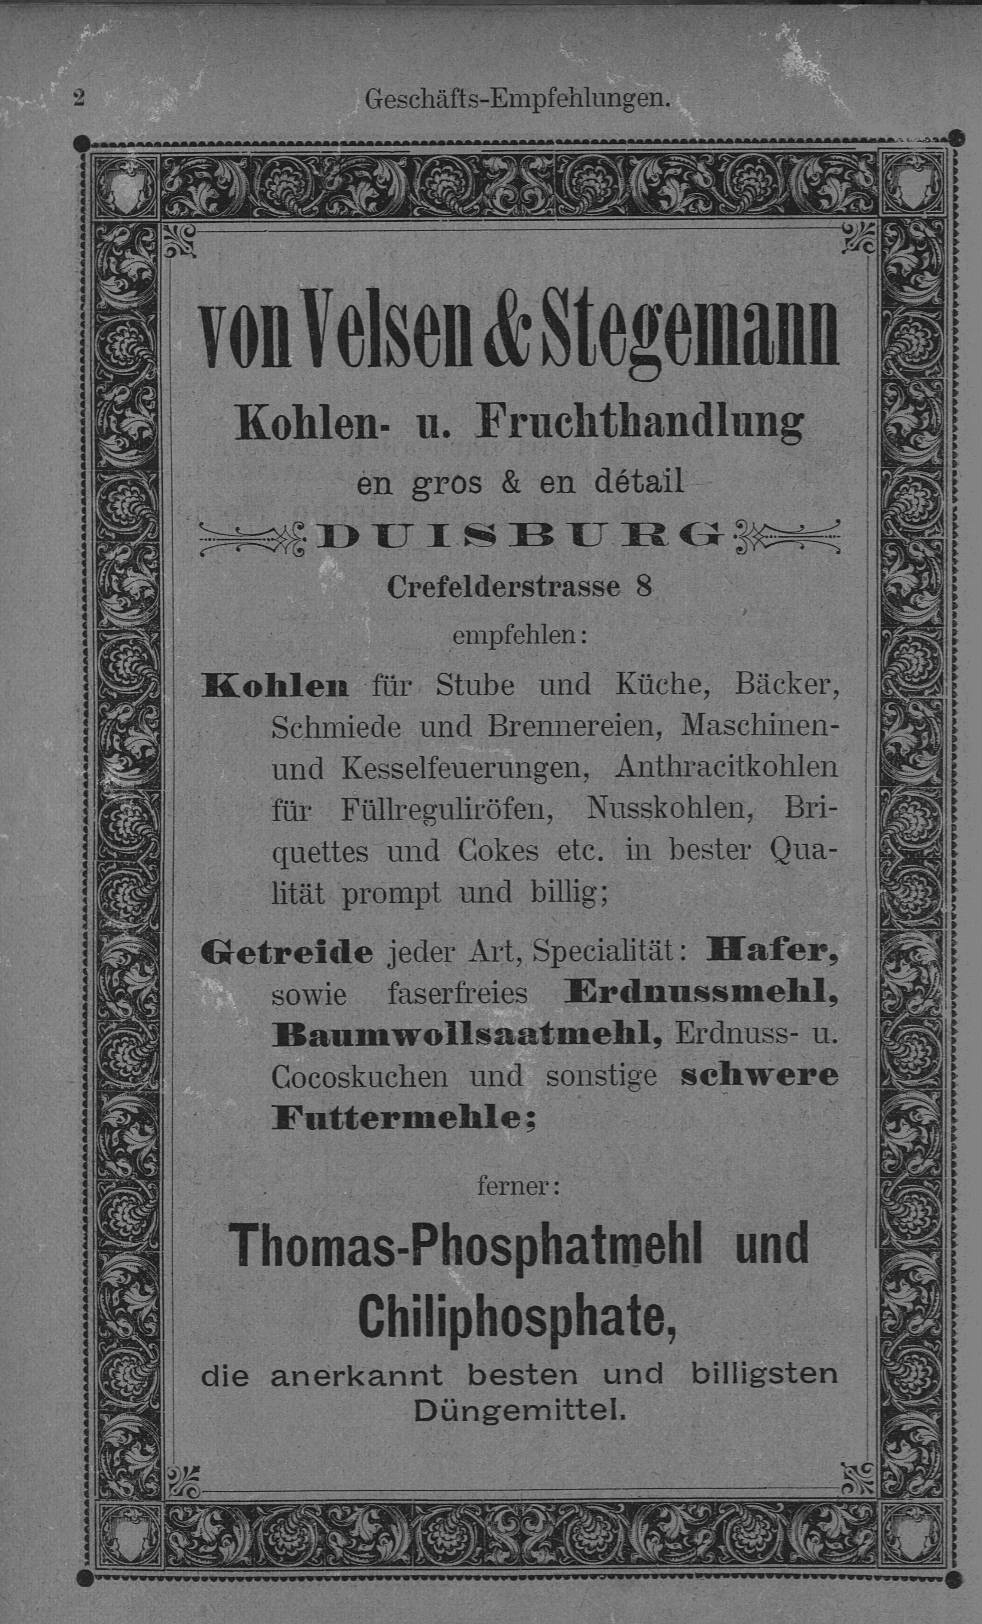 2
Geschäfts-Empfehlungen.
von Velsen & Stegemann
Kohlen- u. Fruchthandlung
en gros & en détail
DUISBURG
Crefelderstrasse 8
empfehlen:
Kohlen für Stube und Küche, Bäcker,
Schmiede und Brennereien, Maschinen-
und Kesselfeuerungen, Anthracitkohlen
für Füllreguliröfen, Nusskohlen, Bri-
quettes und Cokes etc. in bester Qua-
lität prompt und billig;
Getreide jeder Art, Specialität: Hafer,
sowie faserfreies Erdnussmehl,
Baumwollsaatmehl, Erdnuss- u.
Cocoskuchen und sonstige schwere
Futtermehle;
ferner:
Thomas-Phosphatmehl und
Chiliphosphate,
die anerkannt besten und billigsten
Düngemittel.